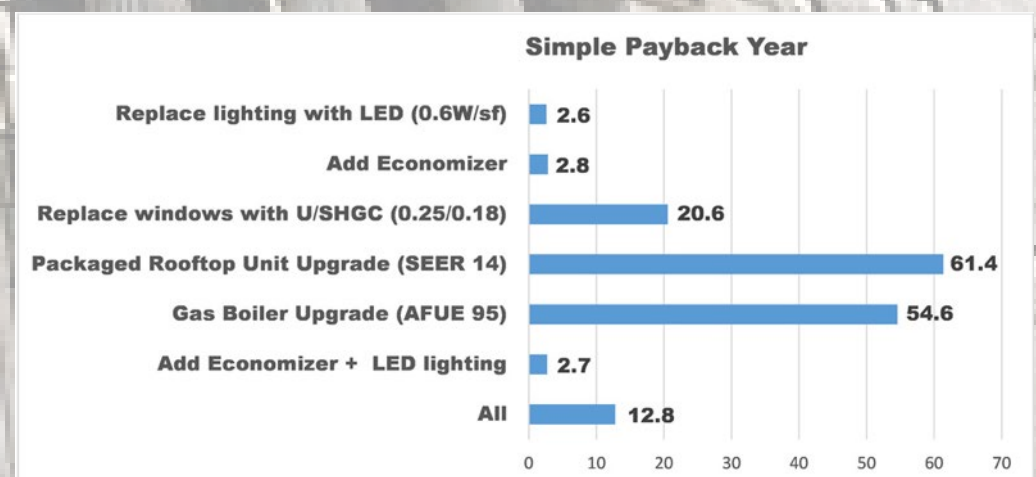 Simple Payback Year
Replace lighting with LED (0.6W/sf) 2.6
Add Economizer 2.8
Replace windows with U/SHGC (0.25/0.18) 20.6
Packaged Rooftop Unit Upgrade (SEER 14) 61.4
Gas Boiler Upgrade (AFUE 95) 54.6
Add Economizer + LED lighting 2.7
All 12.8
0 10 20 30 40 50 60 70